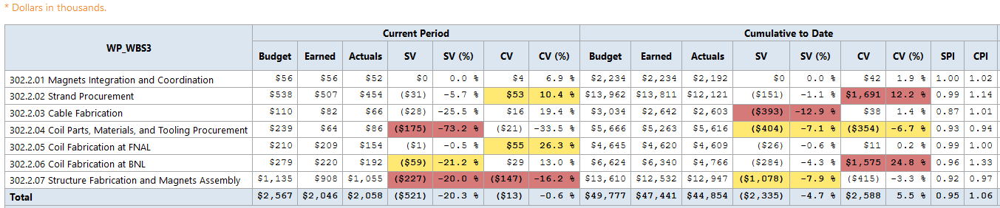 * Dollars in thousands.
WP_WBS3 Current Period Cumulative to Date
Budget Earned Actuals SV SV (%) CV CV (%) Budget Earned Actuals SV SV (%) CV CV (%) SPI CPI
302.2.01 Magnets Integration and Coordination $56 $56 $52 $0 0.0 % $4 6.9 % $2,234 $2,234 $2,192 $0 0.0 % $42 1.9 % 1.00 1.02
302.2.02 Strand Procurement $538 $507 $454 ($31) -5.7 % $53 10.4 % $13,962 $13,811 $12,121 ($151) -1.1 % $1,691 12.2 % 0.99 1.14
302.2.03 Cable Fabrication $110 $82 $66 ($28) -25.5 % $16 19.4 % $3,034 $2,642 $2,603 ($393) -12.9 % $38 1.4 % 0.87 1.01
302.2.04 Coil Parts, Materials, and Tooling Procurement $239 $64 $86 ($175) -73.2 % ($21) -33.5 % $5,666 $5,263 $5,616 ($404) -7.1 % ($354) -6.7 % 0.93 0.94
302.2.05 Coil Fabrication at FNAL $210 $209 $154 ($1) -0.5 % $55 26.3 % $4,645 $4,620 $4,609 ($26) -0.6 % $11 0.2 % 0.99 1.00
302.2.06 Coil Fabrication at BNL $279 $220 $192 ($59) -21.2 % $29 13.0 % $6,624 $6,340 $4,766 ($284) -4.3 % $1,575 24.8 % 0.96 1.33
302.2.07 Structure Fabrication and Magnets Assembly $1,135 $908 $1,055 ($227) -20.0 % ($147) -16.2 % $13,610 $12,532 $12,947 ($1,078) -7.9 % ($415) -3.3 % 0.92 0.97
Total $2,567 $2,046 $2,058 ($521) -20.3 % ($13) -0.6 % $49,777 $47,441 $44,854 ($2,335) -4.7 % $2,588 5.5 % 0.95 1.06